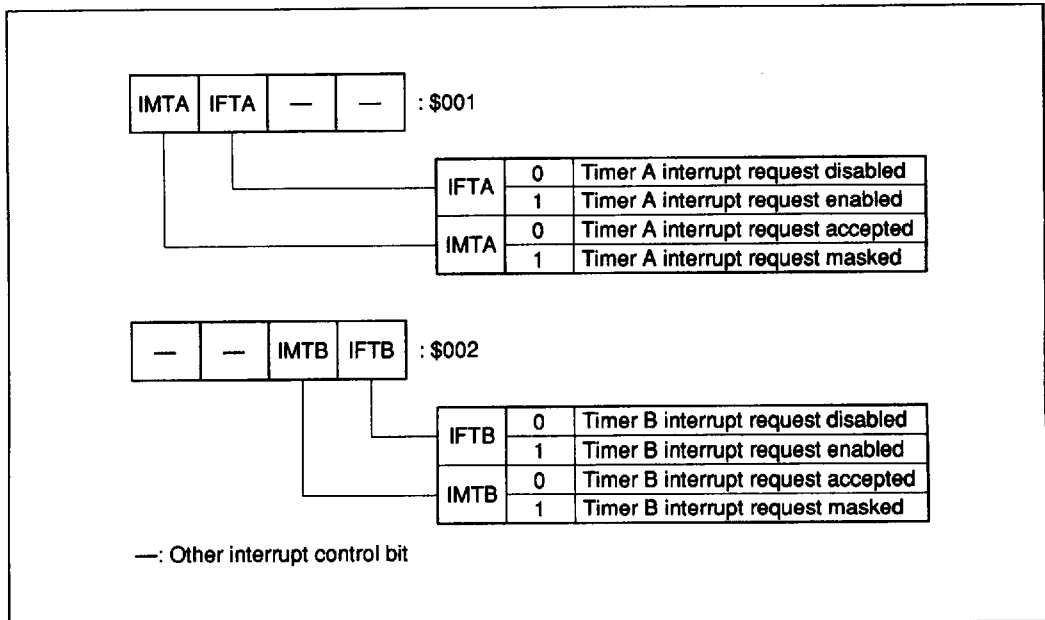 IMTA IFTA — — : $001
IFTA 0 Timer A interrupt request disabled
1 Timer A interrupt request enabled
IMTA 0 Timer A interrupt request accepted
1 Timer A interrupt request masked
— — IMTB IFTB : $002
IFTB 0 Timer B interrupt request disabled
1 Timer B interrupt request enabled
IMTB 0 Timer B interrupt request accepted
1 Timer B interrupt request masked
—: Other interrupt control bit